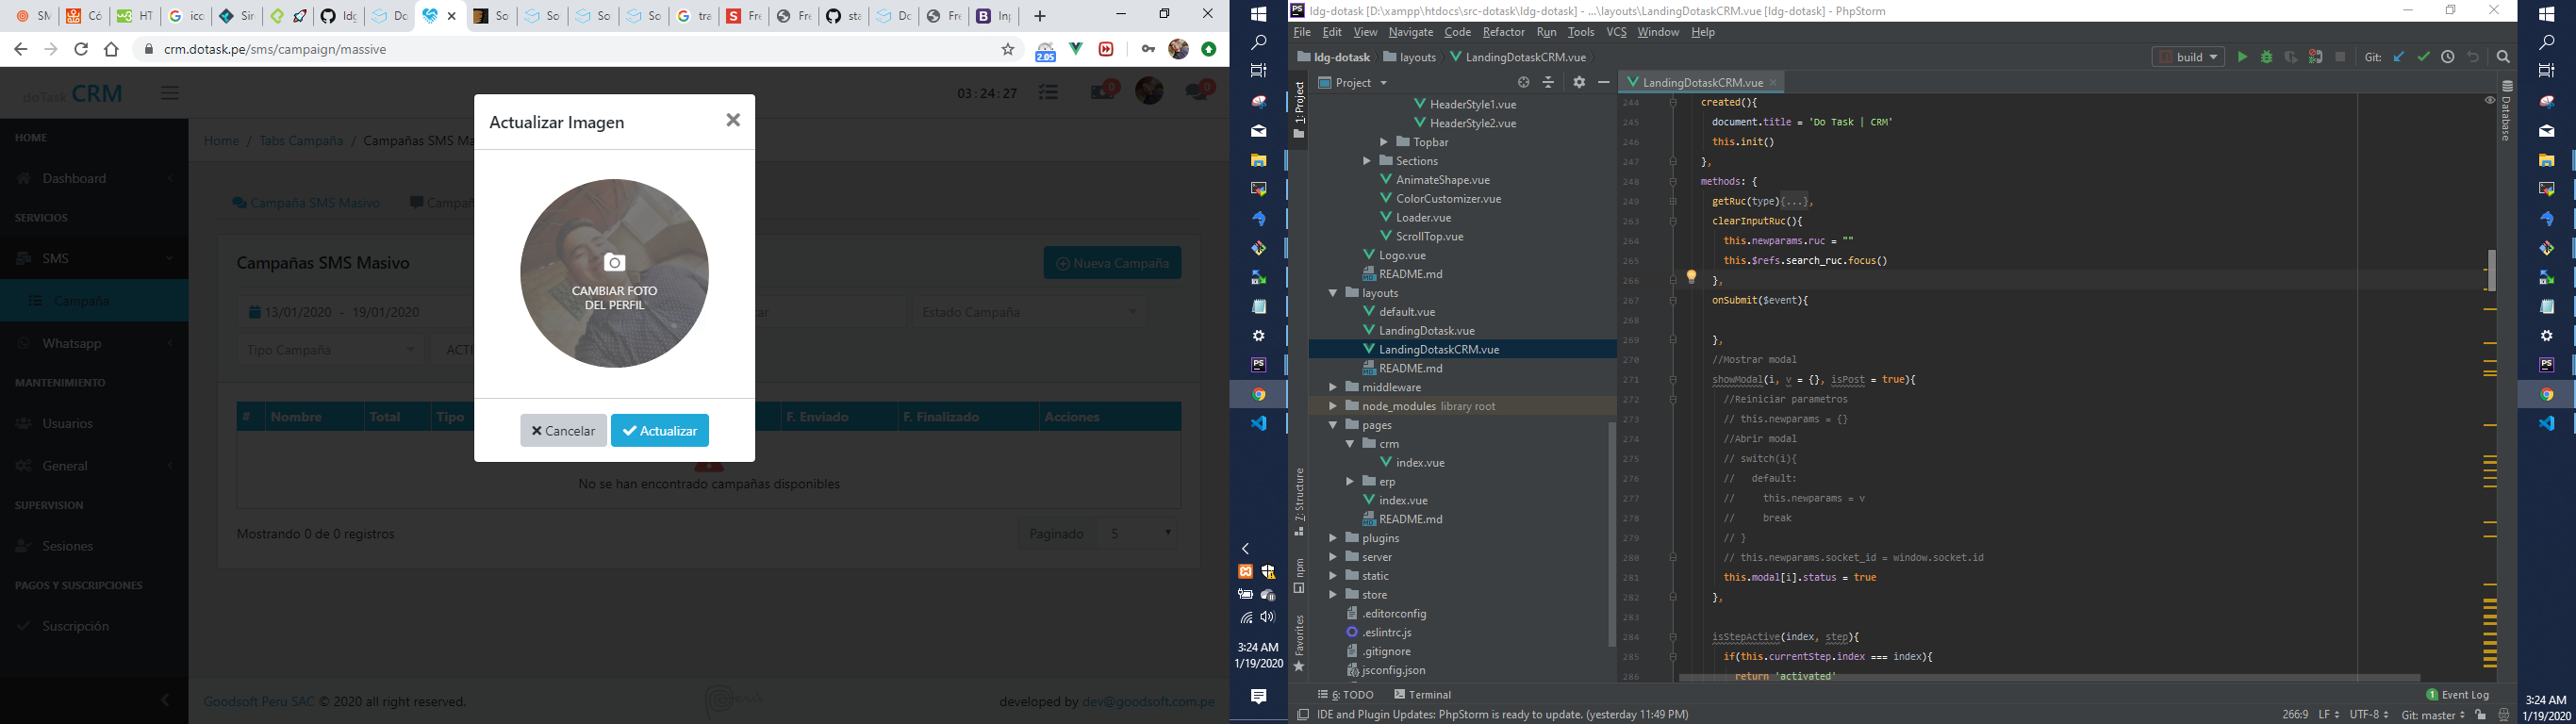 SM
Có
HT
icc
Sir
ldg
Do
So
So
So
So
tra
Fre
Fre
sta
Do
Fre
Inp
crm.dotask.pe/sms/campaign/massive
2.05
doTask CRM
03:24:27
0
0
HOME
Dashboard
SERVICIOS
SMS
Campaña
Whatsapp
MANTENIMIENTO
Usuarios
General
SUPERVISION
Sesiones
PAGOS Y SUSCRIPCIONES
Suscripción
Home / Tabs Campaña / Campañas SMS Ma
Campaña SMS Masivo
Campañ
Campañas SMS Masivo
Nueva Campaña
13/01/2020 - 19/01/2020
car
Estado Campaña
Tipo Campaña
ACTI
# Nombre Total Tipo F. Enviado F. Finalizado Acciones
No se han encontrado campañas disponibles
Mostrando 0 de 0 registros
Paginado 5
Goodsoft Peru SAC © 2020 all right reserved.
developed by dev@goodsoft.com.pe
Actualizar Imagen
CAMBIAR FOTO
DEL PERFIL
Cancelar
Actualizar
3:24 AM
1/19/2020
PS
ldg-dotask [D:\xampp\htdocs\src-dotask\ldg-dotask] - ...\layouts\LandingDotaskCRM.vue [ldg-dotask] - PhpStorm
File Edit View Navigate Code Refactor Run Tools VCS Window Help
ldg-dotask layouts LandingDotaskCRM.vue
build
Git:
1: Project
Z: Structure
npm
Favorites
Database
Project
HeaderStyle1.vue
HeaderStyle2.vue
Topbar
Sections
AnimateShape.vue
ColorCustomizer.vue
Loader.vue
ScrollTop.vue
Logo.vue
README.md
layouts
default.vue
LandingDotask.vue
LandingDotaskCRM.vue
README.md
middleware
node_modules library root
pages
crm
index.vue
erp
index.vue
README.md
plugins
server
static
store
.editorconfig
.eslintrc.js
.gitignore
jsconfig.json
LandingDotaskCRM.vue
244 created(){
245 document.title = 'Do Task | CRM'
246 this.init()
247 },
248 methods: {
249 getRuc(type){...},
263 clearInputRuc(){
264 this.newparams.ruc = ""
265 this.$refs.search_ruc.focus()
266 },
267 onSubmit($event){
268
269 },
270 //Mostrar modal
271 showModal(i, v = {}, isPost = true){
272 //Reiniciar parametros
273 // this.newparams = {}
274 //Abrir modal
275 // switch(i){
276 // default:
277 // this.newparams = v
278 // break
279 // }
280 // this.newparams.socket_id = window.socket.id
281 this.modal[i].status = true
282 },
283
284 isStepActive(index, step){
285 if(this.currentStep.index === index){
286 return 'activated'
6: TODO
Terminal
1 Event Log
IDE and Plugin Updates: PhpStorm is ready to update. (yesterday 11:49 PM)
266:9 LF UTF-8 Git: master
3:24 AM
1/19/2020